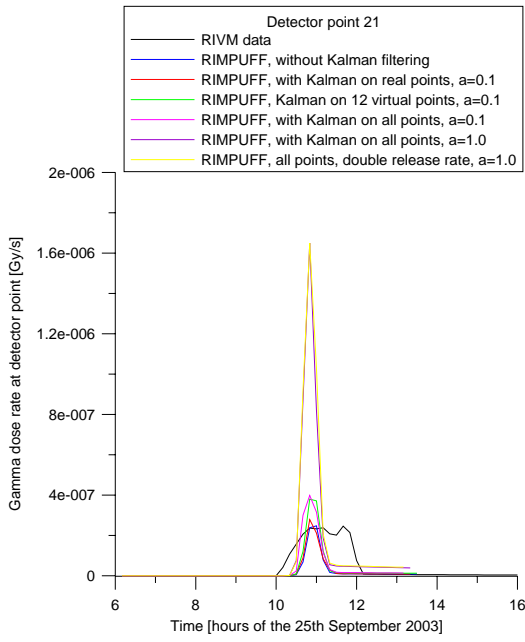 Detector point 21
RIVM data
RIMPUFF, without Kalman filtering
RIMPUFF, with Kalman on real points, a=0.1
RIMPUFF, Kalman on 12 virtual points, a=0.1
RIMPUFF, with Kalman on all points, a=0.1
RIMPUFF, with Kalman on all points, a=1.0
RIMPUFF, all points, double release rate, a=1.0
2e-006
1.6e-006
1.2e-006
8e-007
4e-007
0
Gamma dose rate at detector point [Gy/s]
6 8 10 12 14 16
Time [hours of the 25th September 2003]